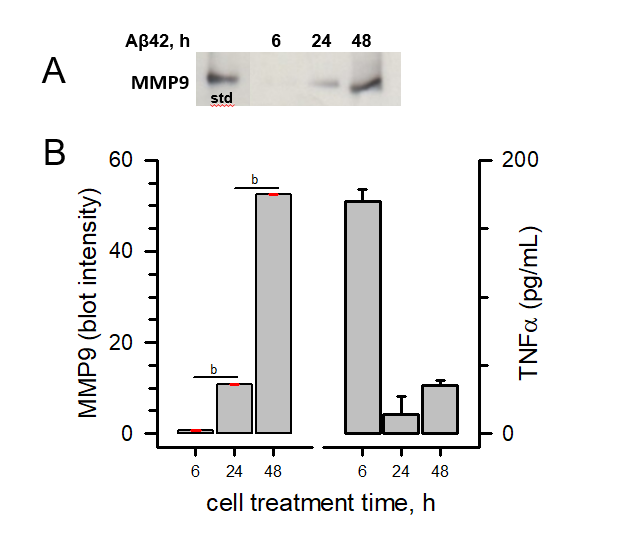 A
Aβ42, h 6 24 48
MMP9
std
B
60
40
20
0
MMP9 (blot intensity)
b
b
200
0
TNFα (pg/mL)
6 24 48 6 24 48
cell treatment time, h